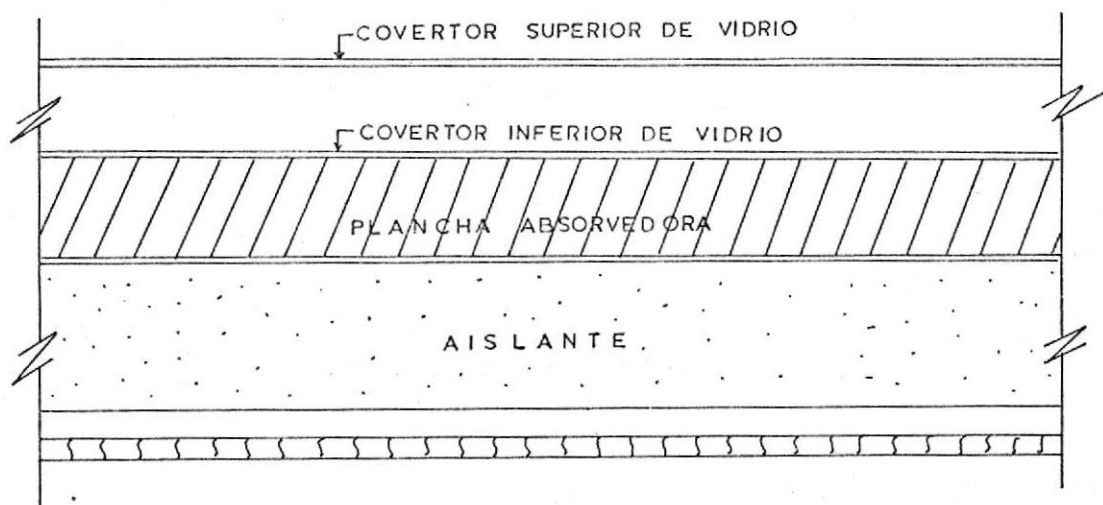 COVERTOR SUPERIOR DE VIDRIO
COVERTOR INFERIOR DE VIDRIO
PLANCHA ABSORVEDORA
AISLANTE